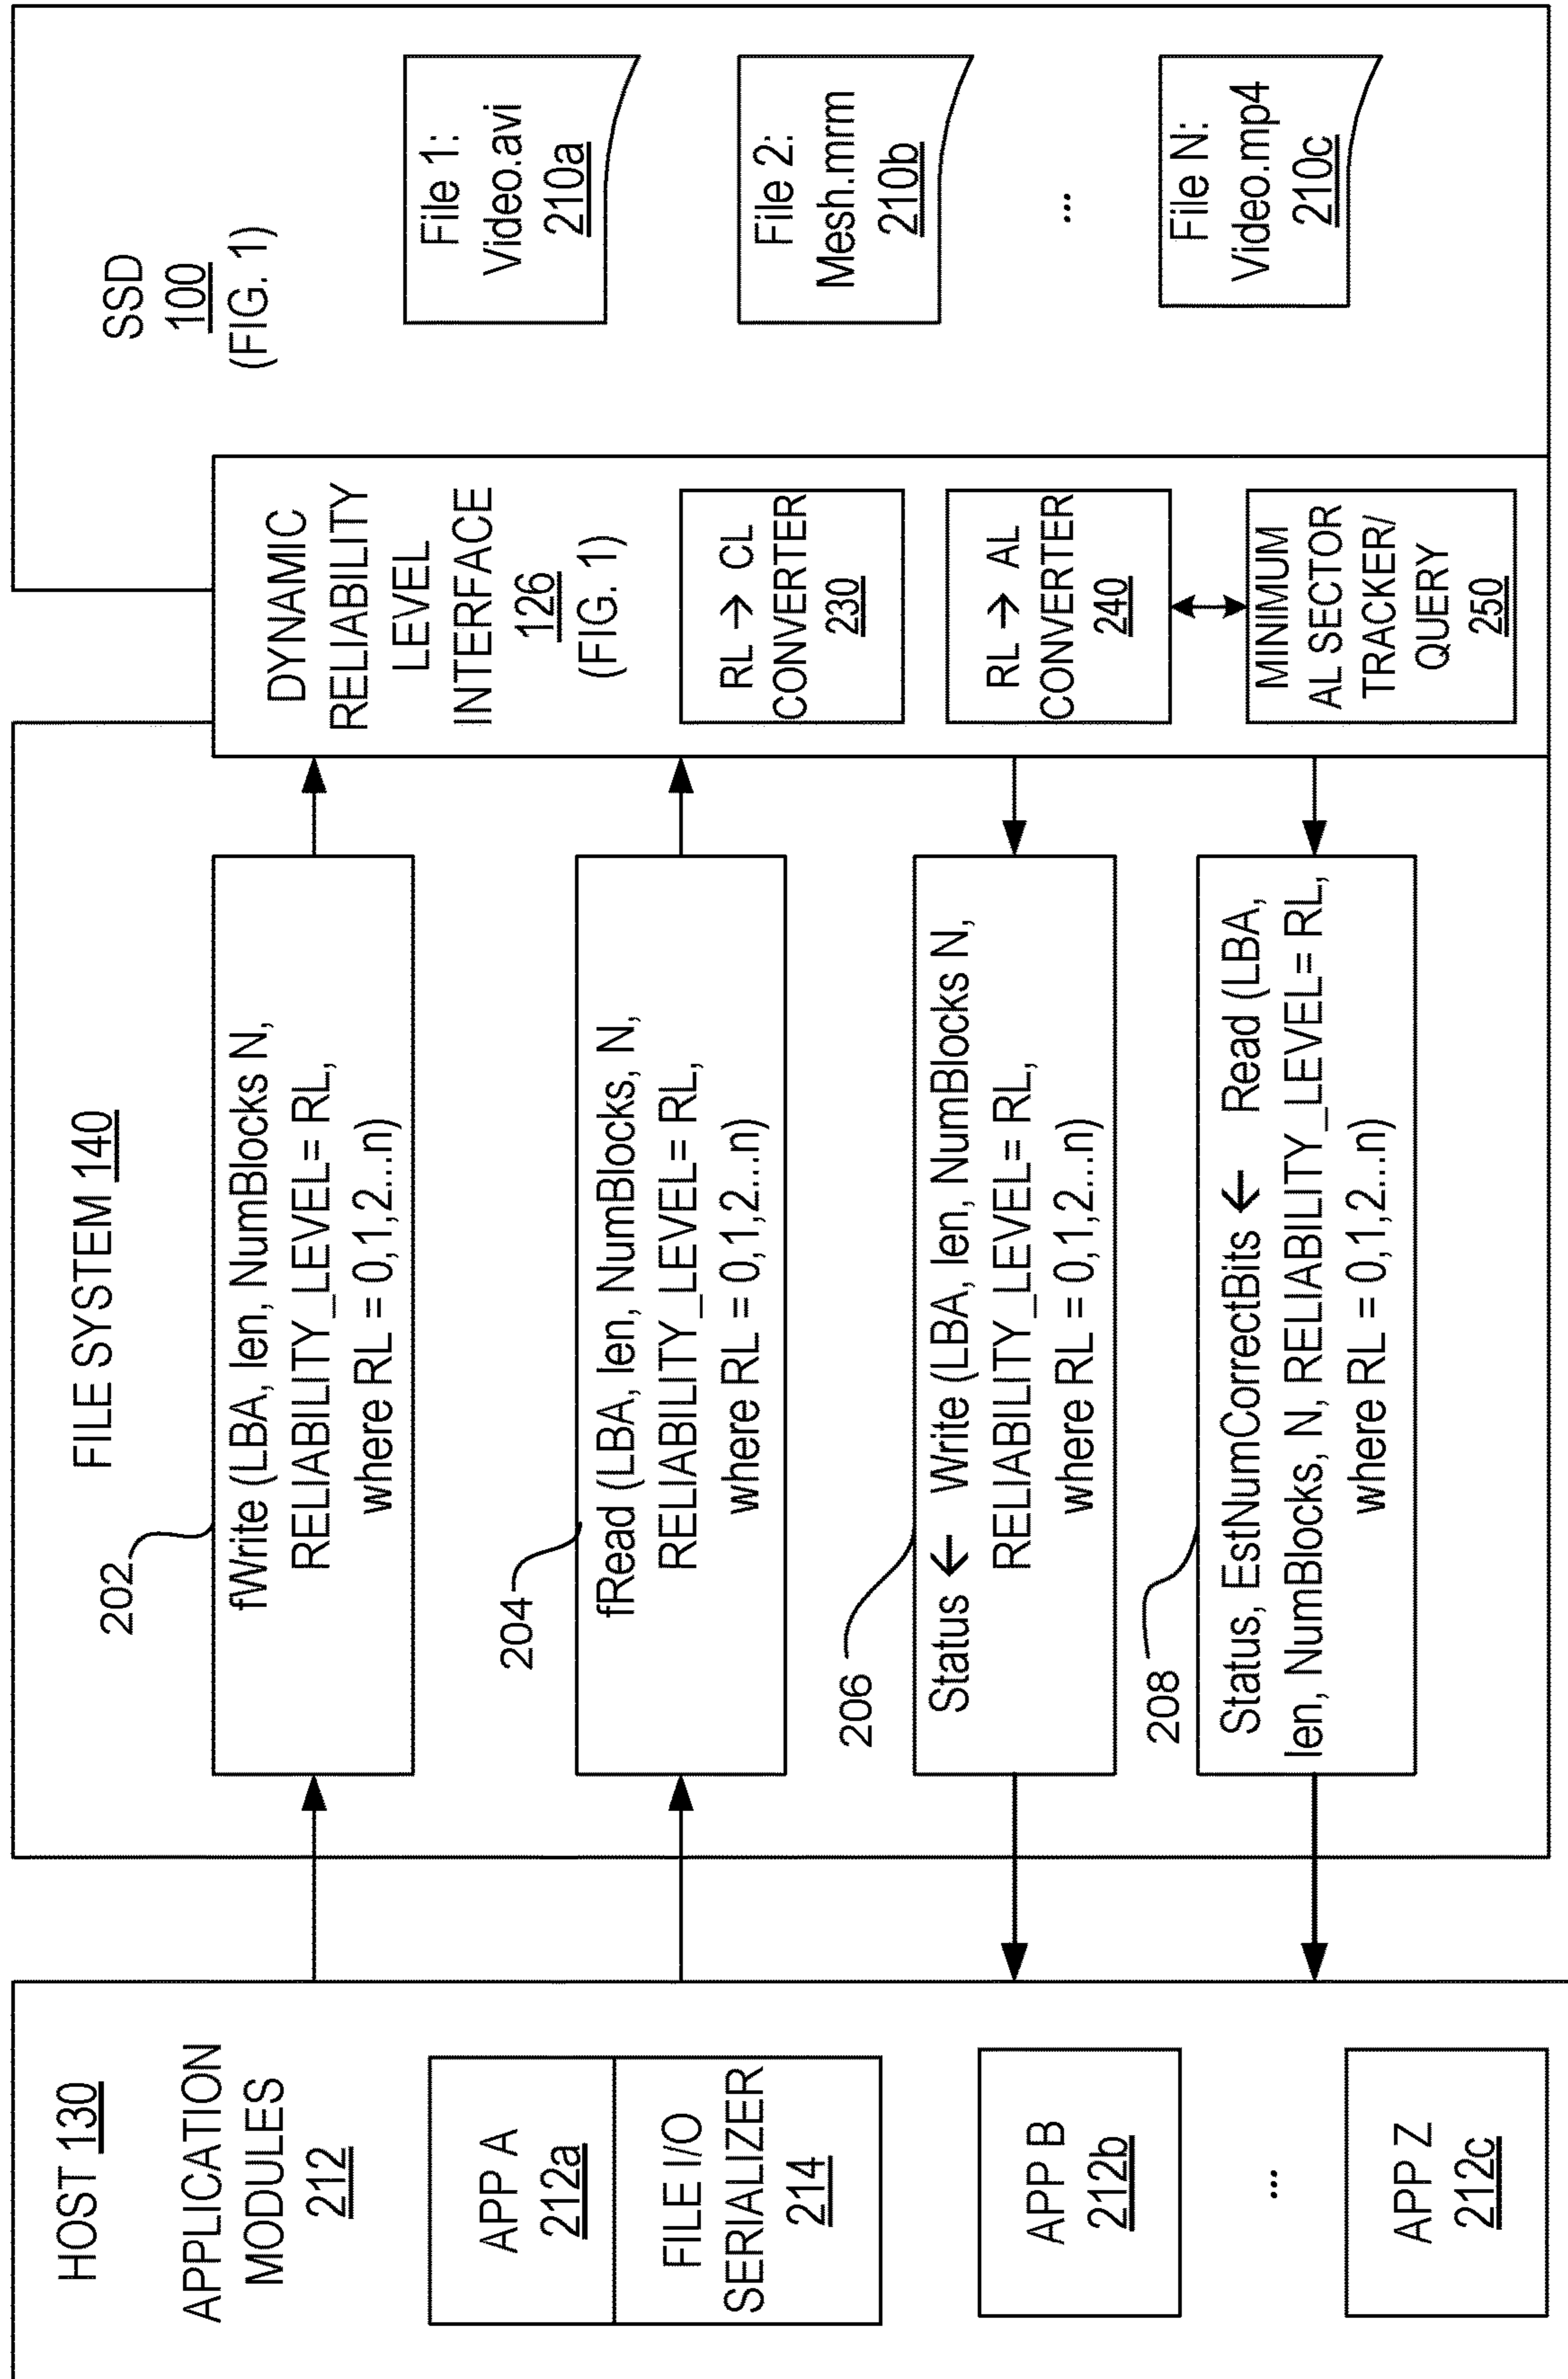 HOST 130
APPLICATION
MODULES
212
APP A
212a
FILE I/O
SERIALIZER
214
APP B
212b
...
APP Z
212c
FILE SYSTEM 140
202
fWrite (LBA, len, NumBlocks N,
RELIABILITY_LEVEL= RL,
where RL = 0,1,2...n)
204
fRead (LBA, len, NumBlocks, N,
RELIABILITY_LEVEL= RL,
where RL = 0,1,2...n)
206
Status ← Write (LBA, len, NumBlocks N,
RELIABILITY_LEVEL= RL,
where RL = 0,1,2...n)
208
Status, EstNumCorrectBits ← Read (LBA,
len, NumBlocks, N, RELIABILITY_LEVEL= RL,
where RL = 0,1,2...n)
DYNAMIC
RELIABILITY
LEVEL
INTERFACE
126
(FIG. 1)
RL → CL
CONVERTER
230
RL → AL
CONVERTER
240
MINIMUM
AL SECTOR
TRACKER/
QUERY
250
SSD
100
(FIG. 1)
File 1:
Video.avi
210a
File 2:
Mesh.mrm
210b
...
File N:
Video.mp4
210c